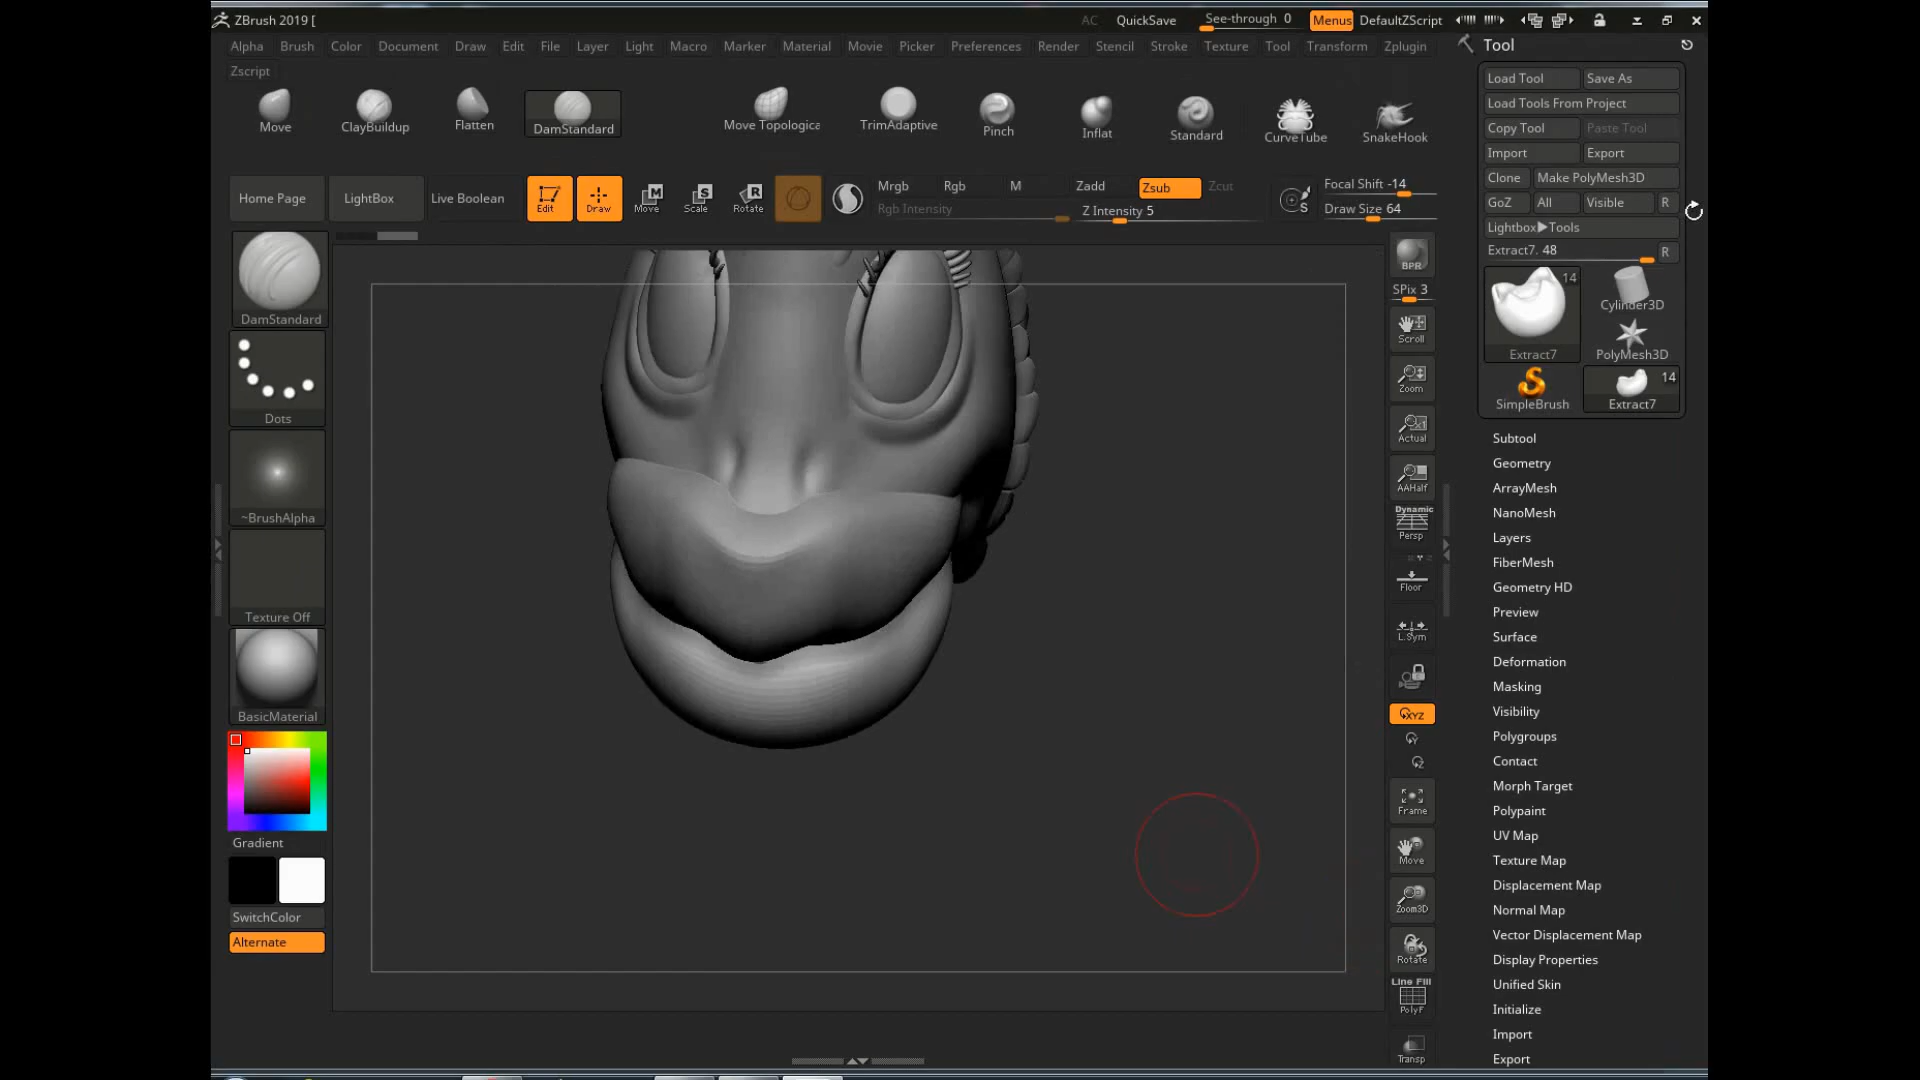 ZBrush 2019 [
AC QuickSave See-through 0 Menus DefaultZScript
Alpha Brush Color Document Draw Edit File Layer Light Macro Marker Material Movie Picker Preferences Render Stencil Stroke Texture Tool Transform Zplugin
Zscript
Move ClayBuildup Flatten DamStandard Move Topologica TrimAdaptive Pinch Inflat Standard CurveTube SnakeHook
Home Page LightBox Live Boolean Edit Draw Move Scale Rotate
M S R
Mrgb Rgb M Zadd Zsub Zcut
Rgb Intensity Z Intensity 5
S
Focal Shift -14
Draw Size 64
DamStandard
Dots
~BrushAlpha
Texture Off
BasicMaterial
Gradient
SwitchColor
Alternate
BPR
SPix 3
Scroll
Zoom
Actual
AAHalf
Dynamic
Persp
Floor
L.Sym
XYZ
Y
Z
Frame
Move
Zoom3D
Rotate
Line Fill
PolyF
Transp
Tool
Load Tool Save As
Load Tools From Project
Copy Tool Paste Tool
Import Export
Clone Make PolyMesh3D
GoZ All Visible R
Lightbox▶Tools
Extract7. 48 R
14
Extract7
Cylinder3D
PolyMesh3D
SimpleBrush
14
Extract7
Subtool
Geometry
ArrayMesh
NanoMesh
Layers
FiberMesh
Geometry HD
Preview
Surface
Deformation
Masking
Visibility
Polygroups
Contact
Morph Target
Polypaint
UV Map
Texture Map
Displacement Map
Normal Map
Vector Displacement Map
Display Properties
Unified Skin
Initialize
Import
Export